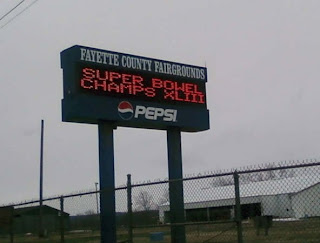 FAYETTE COUNTY FAIRGROUNDS
SUPER BOWEL
CHAMPS XLIII
PEPSI